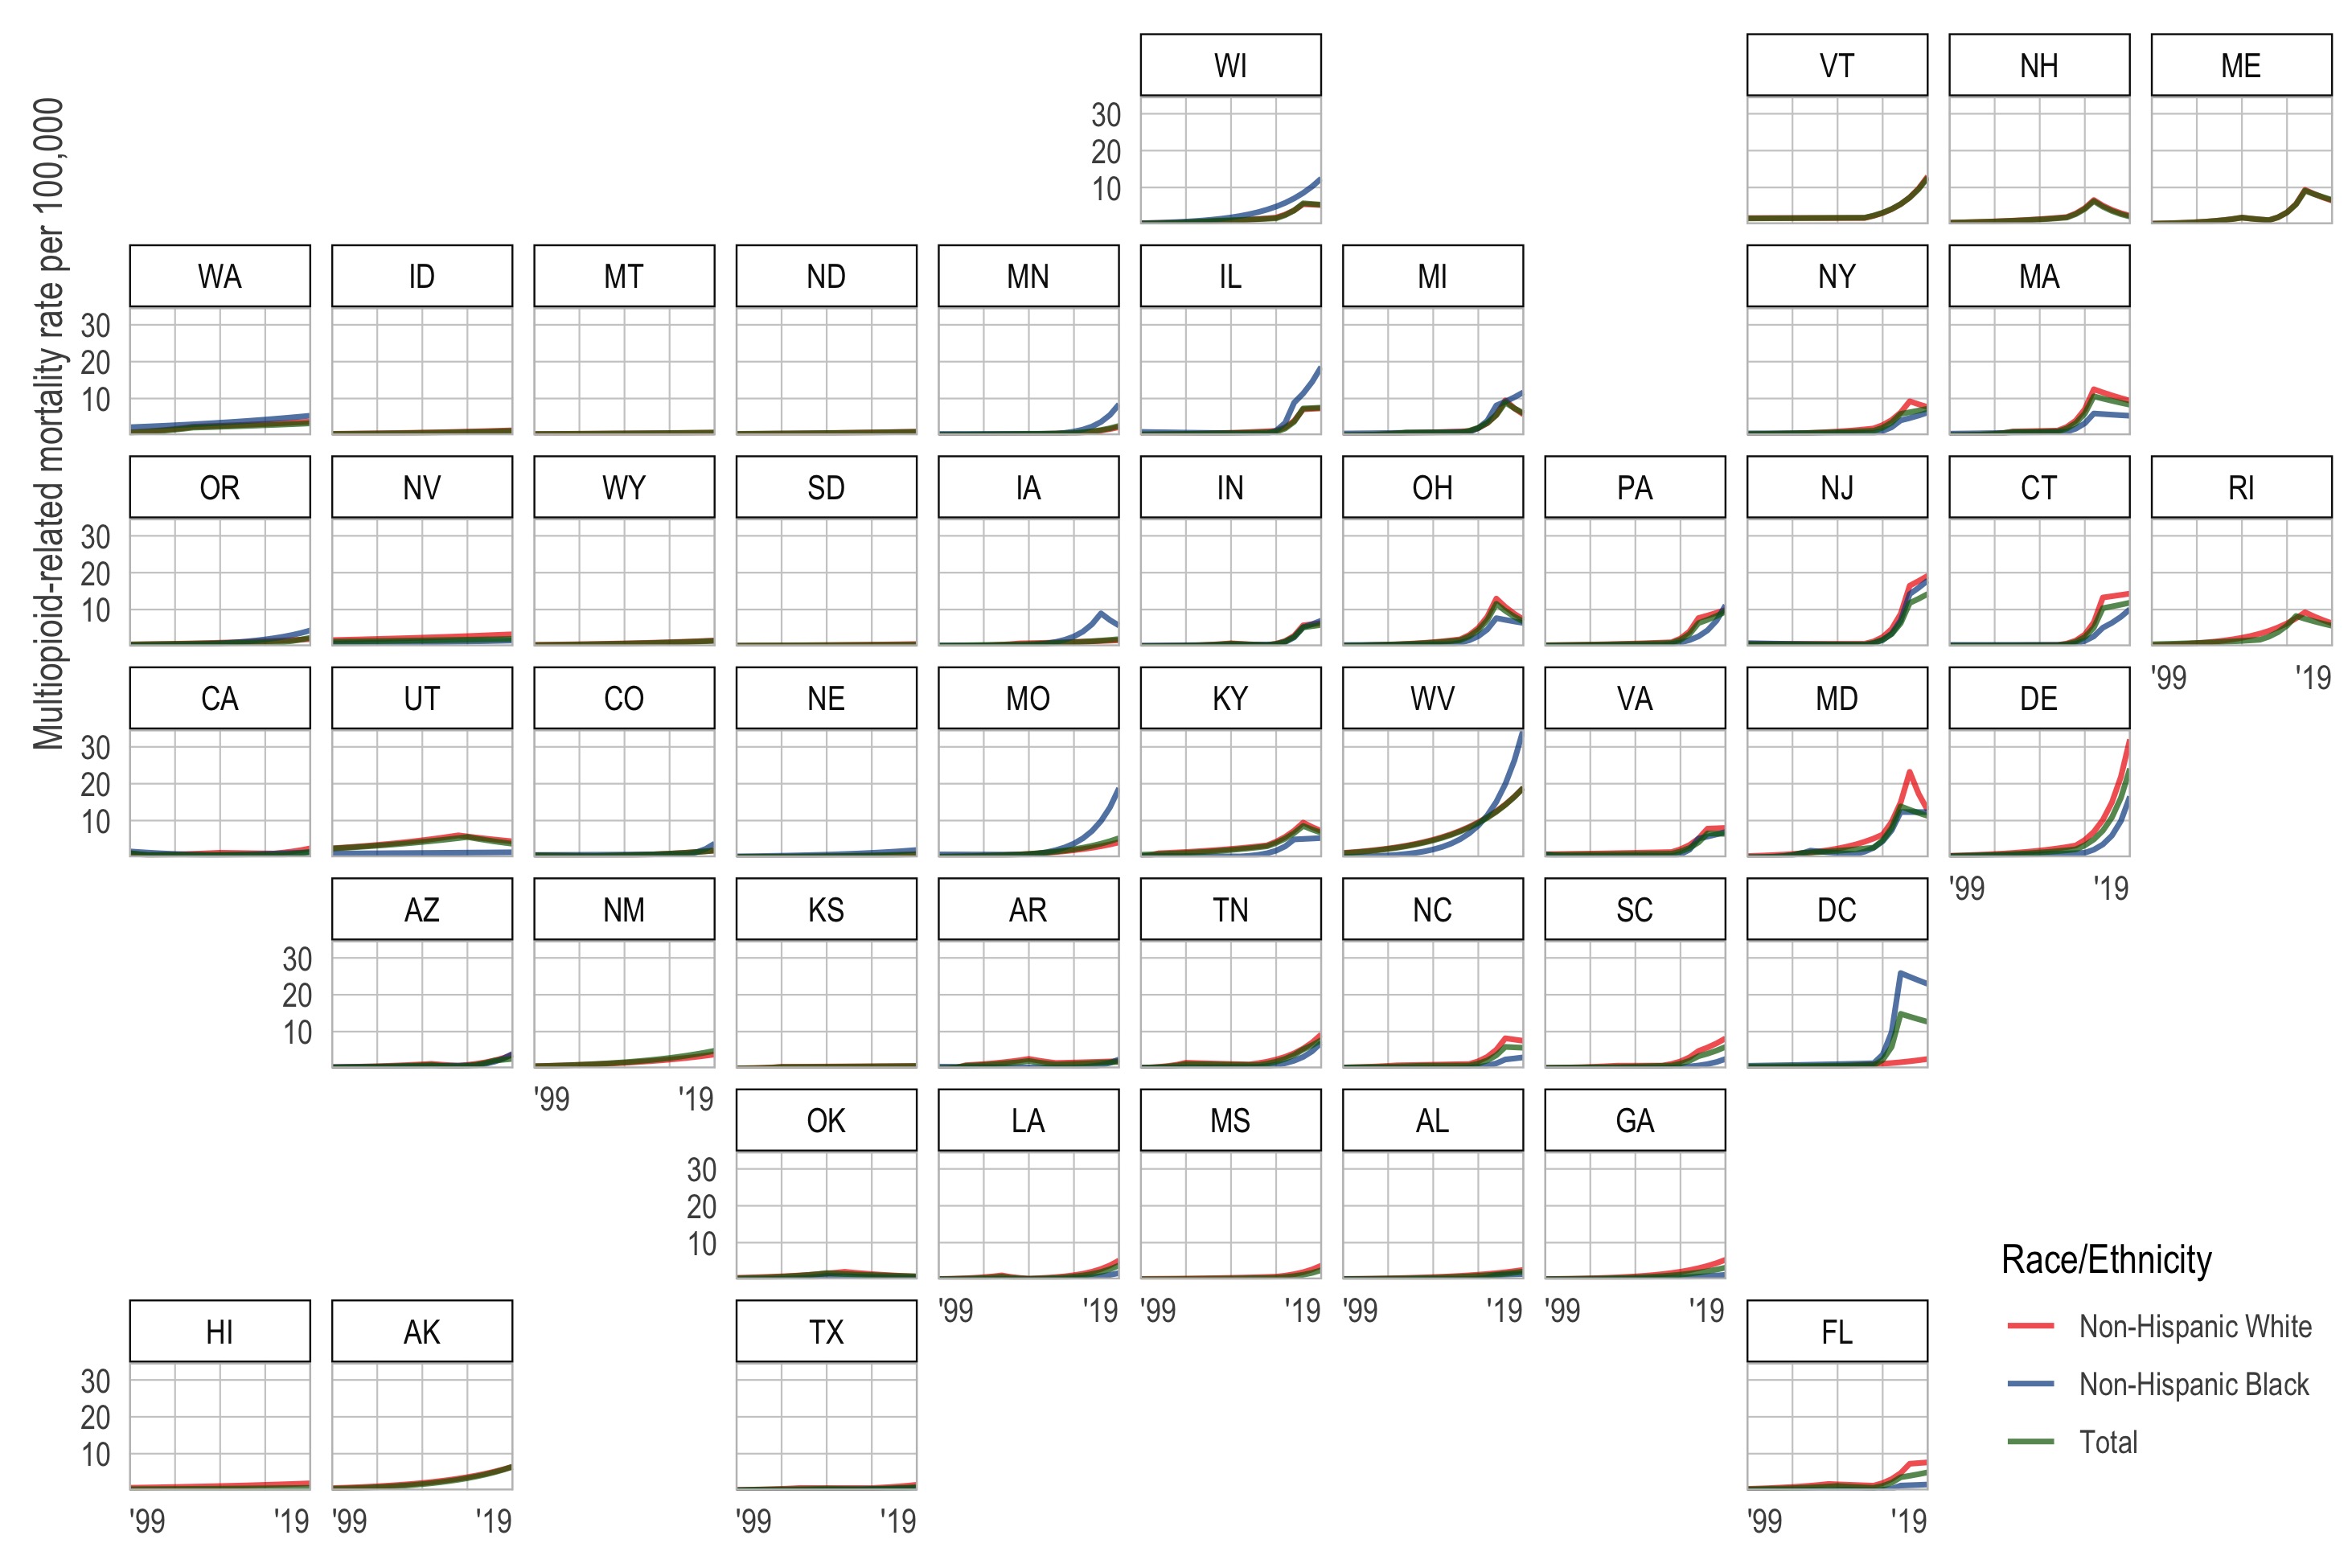 Multiopioid-related mortality rate per 100,000
WI VT NH ME
30
20
10
WA ID MT ND MN IL MI NY MA
30
20
10
OR NV WY SD IA IN OH PA NJ CT RI
30
20
10
'99 '19
CA UT CO NE MO KY WV VA MD DE
30
20
10
'99 '19
AZ NM KS AR TN NC SC DC
30
20
10
'99 '19
OK LA MS AL GA
30
20
10
'99 '19 '99 '19 '99 '19 '99 '19
HI AK TX FL
30
20
10
'99 '19 '99 '19 '99 '19 '99 '19
Race/Ethnicity
Non-Hispanic White
Non-Hispanic Black
Total